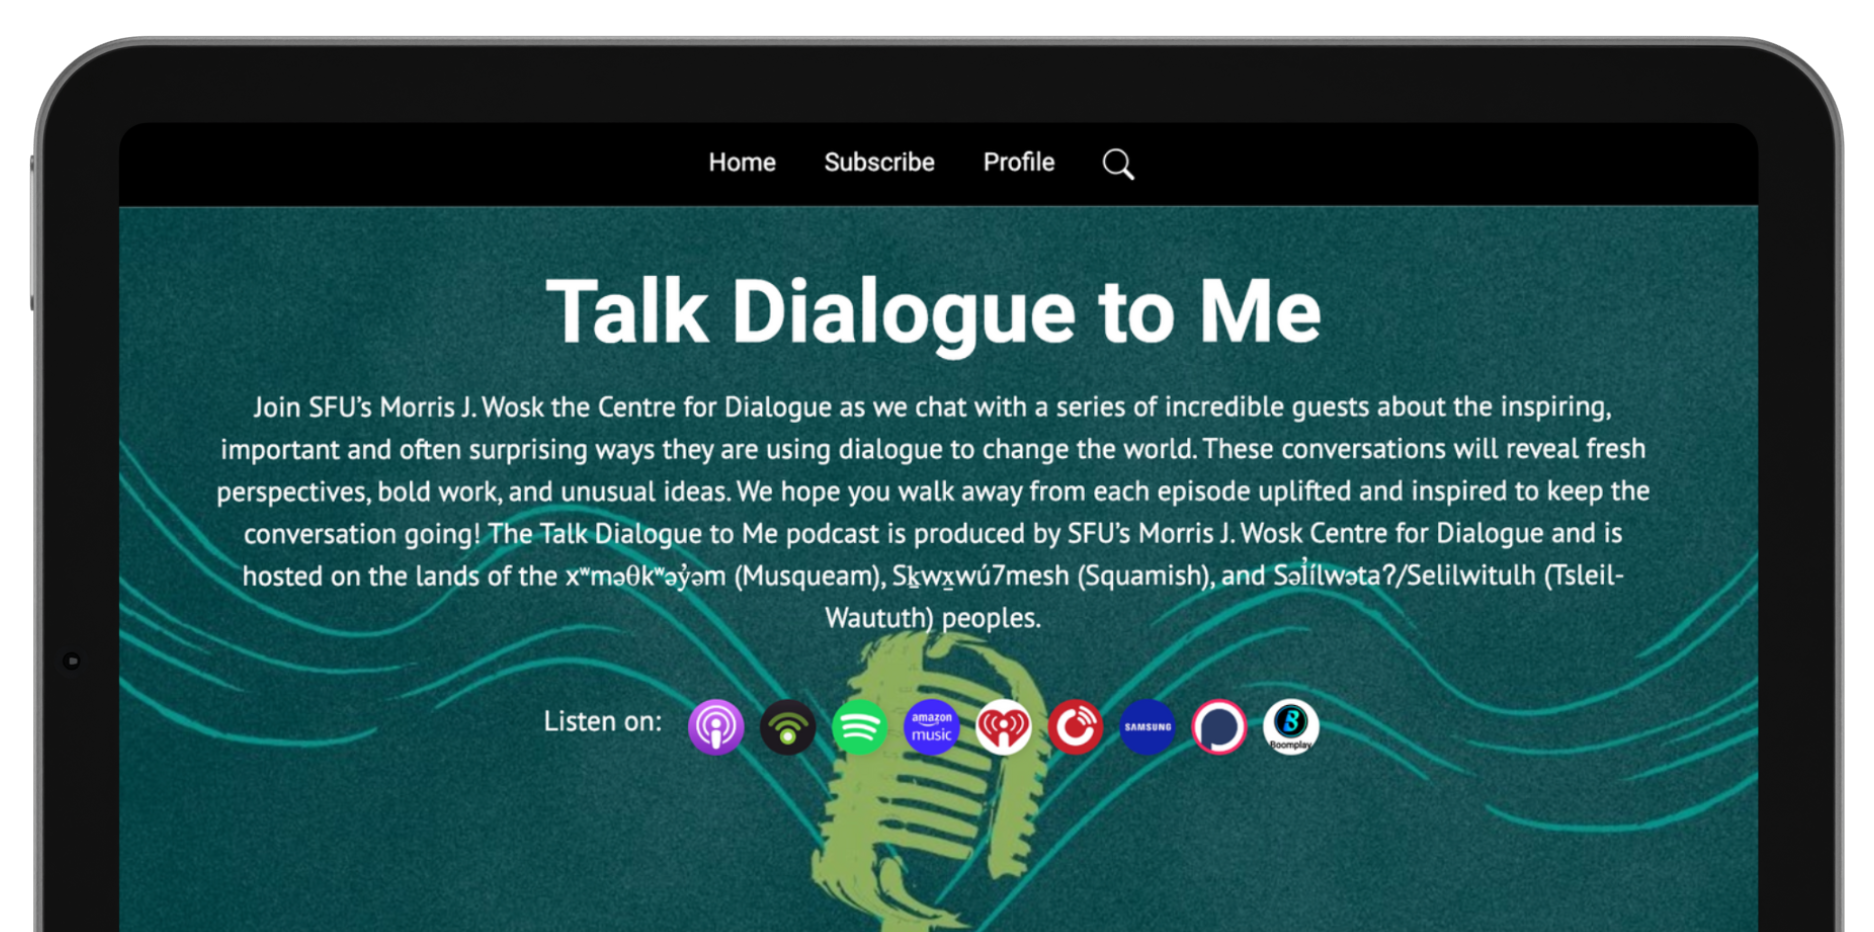 Home Subscribe Profile
Talk Dialogue to Me
Join SFU’s Morris J. Wosk the Centre for Dialogue as we chat with a series of incredible guests about the inspiring,
important and often surprising ways they are using dialogue to change the world. These conversations will reveal fresh
perspectives, bold work, and unusual ideas. We hope you walk away from each episode uplifted and inspired to keep the
conversation going! The Talk Dialogue to Me podcast is produced by SFU’s Morris J. Wosk Centre for Dialogue and is
hosted on the lands of the xʷməθkʷəy̓əm (Musqueam), Sḵwx̱wú7mesh (Squamish), and Səl̓ílwətaʔ/Selilwitulh (Tsleil-
Waututh) peoples.
Listen on:
amazon
music
SAMSUNG
Boomplay